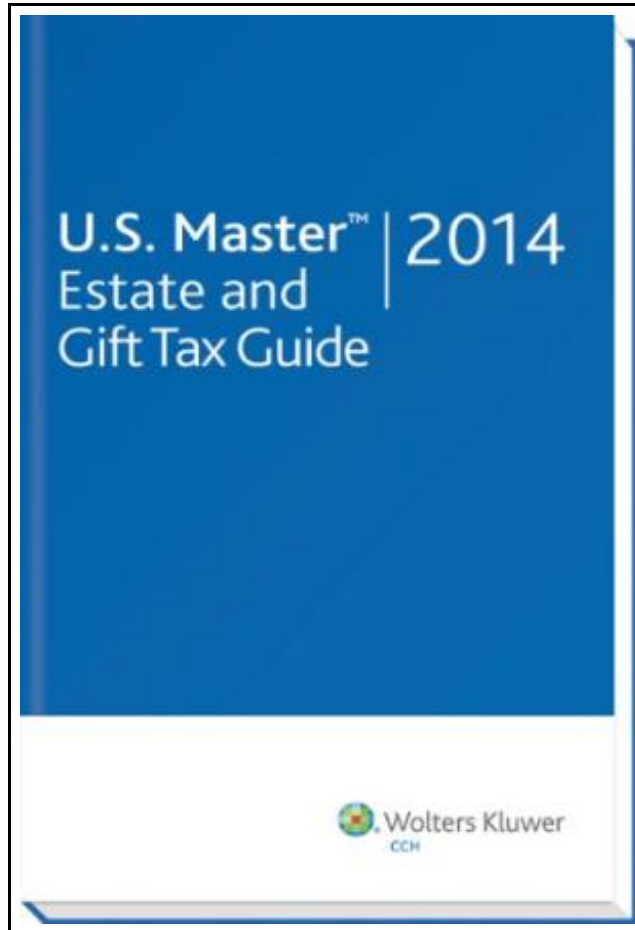 U.S. Master™ | 2014
Estate and
Gift Tax Guide
Wolters Kluwer
CCH